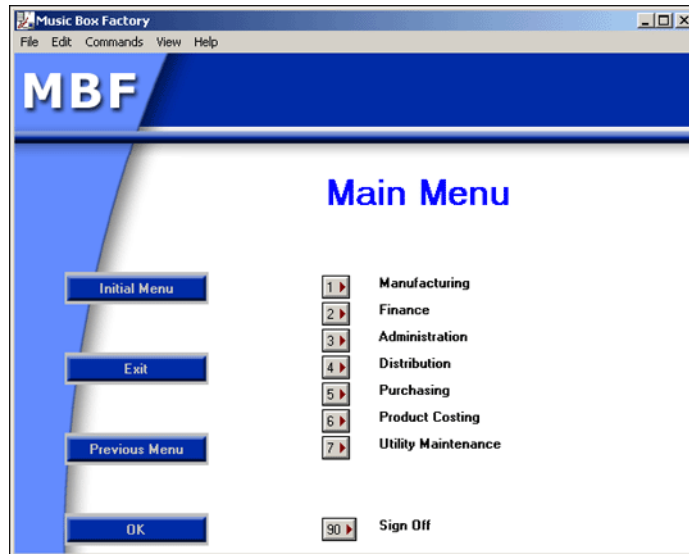 Music Box Factory
File Edit Commands View Help
MBF
Main Menu
Initial Menu
1 Manufacturing
2 Finance
3 Administration
Exit
4 Distribution
5 Purchasing
6 Product Costing
Previous Menu
7 Utility Maintenance
OK
90 Sign Off